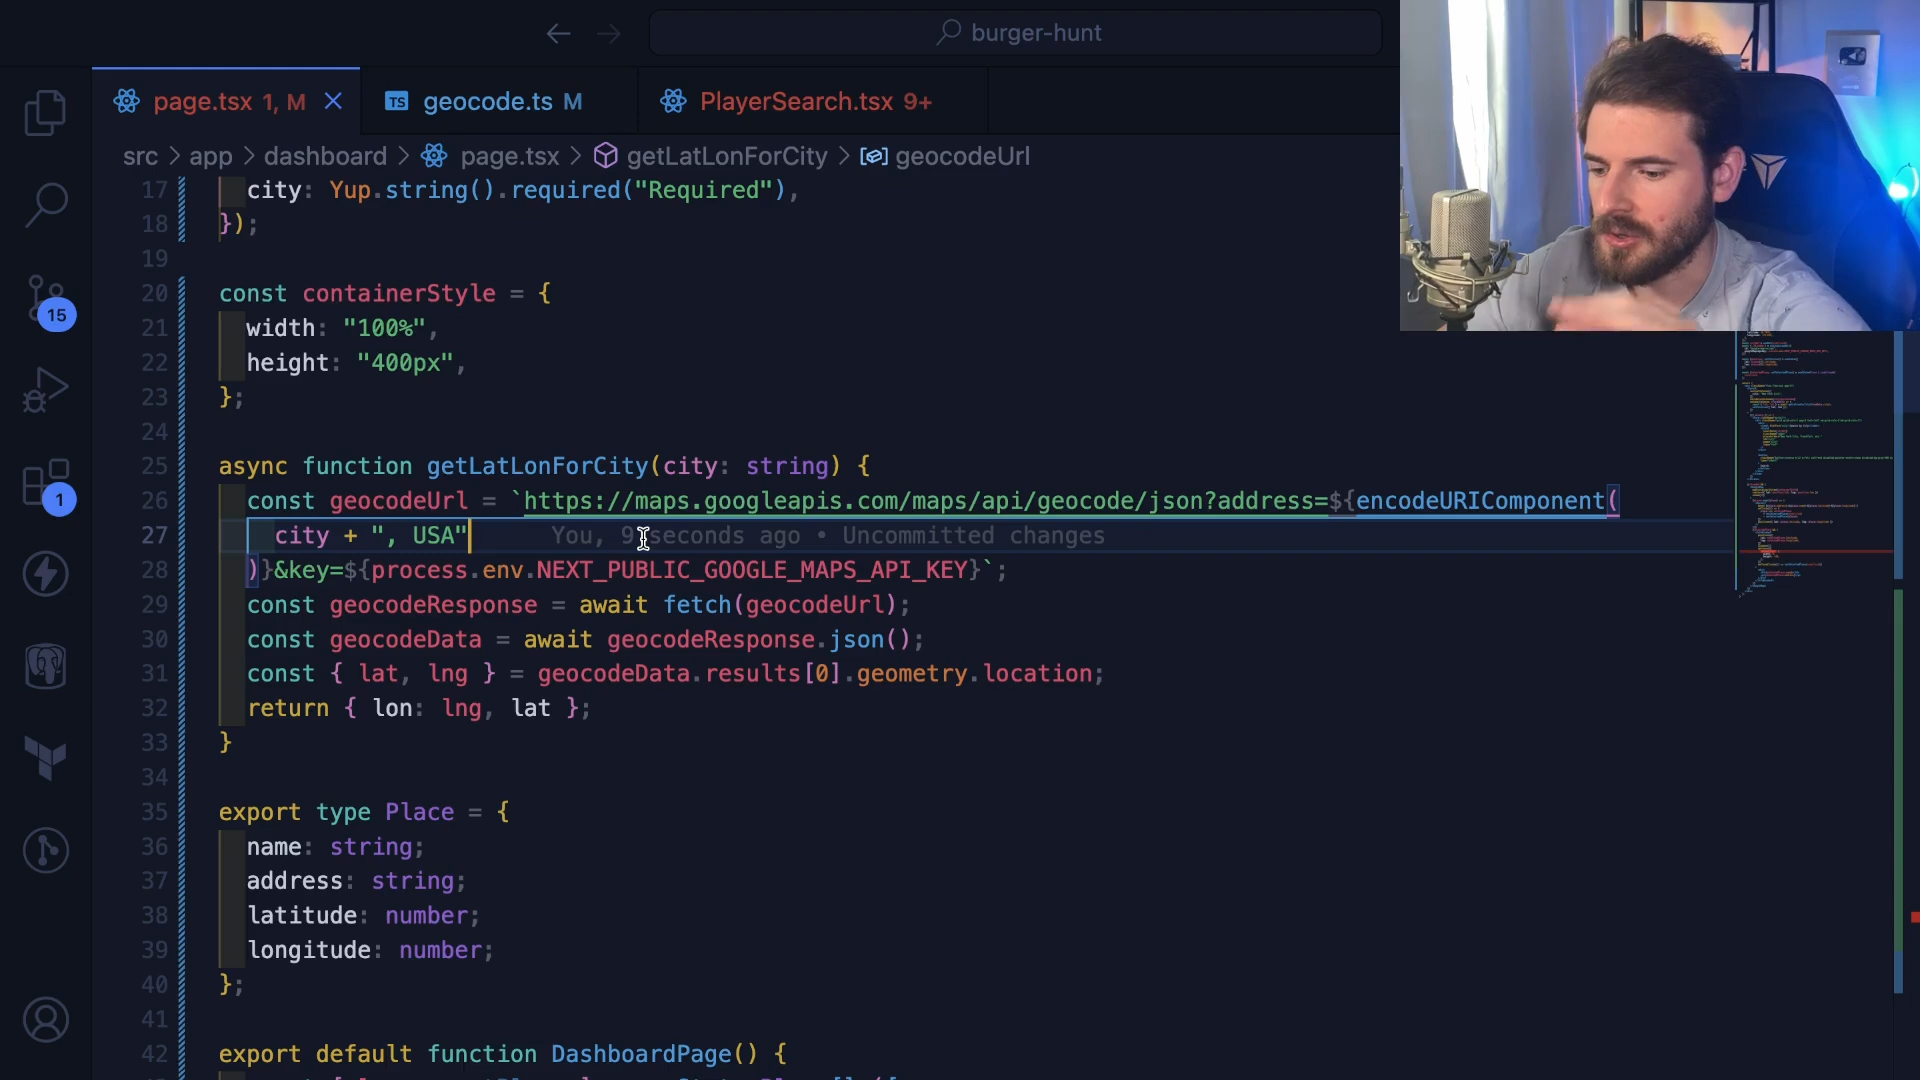 burger-hunt
page.tsx 1, M
TS geocode.ts M
PlayerSearch.tsx 9+
src > app > dashboard > page.tsx > getLatLonForCity > geocodeUrl
17 city: Yup.string().required("Required"),
18 });
19
20 const containerStyle = {
21 width: "100%",
22 height: "400px",
23 };
24
25 async function getLatLonForCity(city: string) {
26 const geocodeUrl = `https://maps.googleapis.com/maps/api/geocode/json?address=${encodeURIComponent(
27 city + ", USA" You, 9 seconds ago • Uncommitted changes
28 )}&key=${process.env.NEXT_PUBLIC_GOOGLE_MAPS_API_KEY}`;
29 const geocodeResponse = await fetch(geocodeUrl);
30 const geocodeData = await geocodeResponse.json();
31 const { lat, lng } = geocodeData.results[0].geometry.location;
32 return { lon: lng, lat };
33 }
34
35 export type Place = {
36 name: string;
37 address: string;
38 latitude: number;
39 longitude: number;
40 };
41
42 export default function DashboardPage() {
15
1